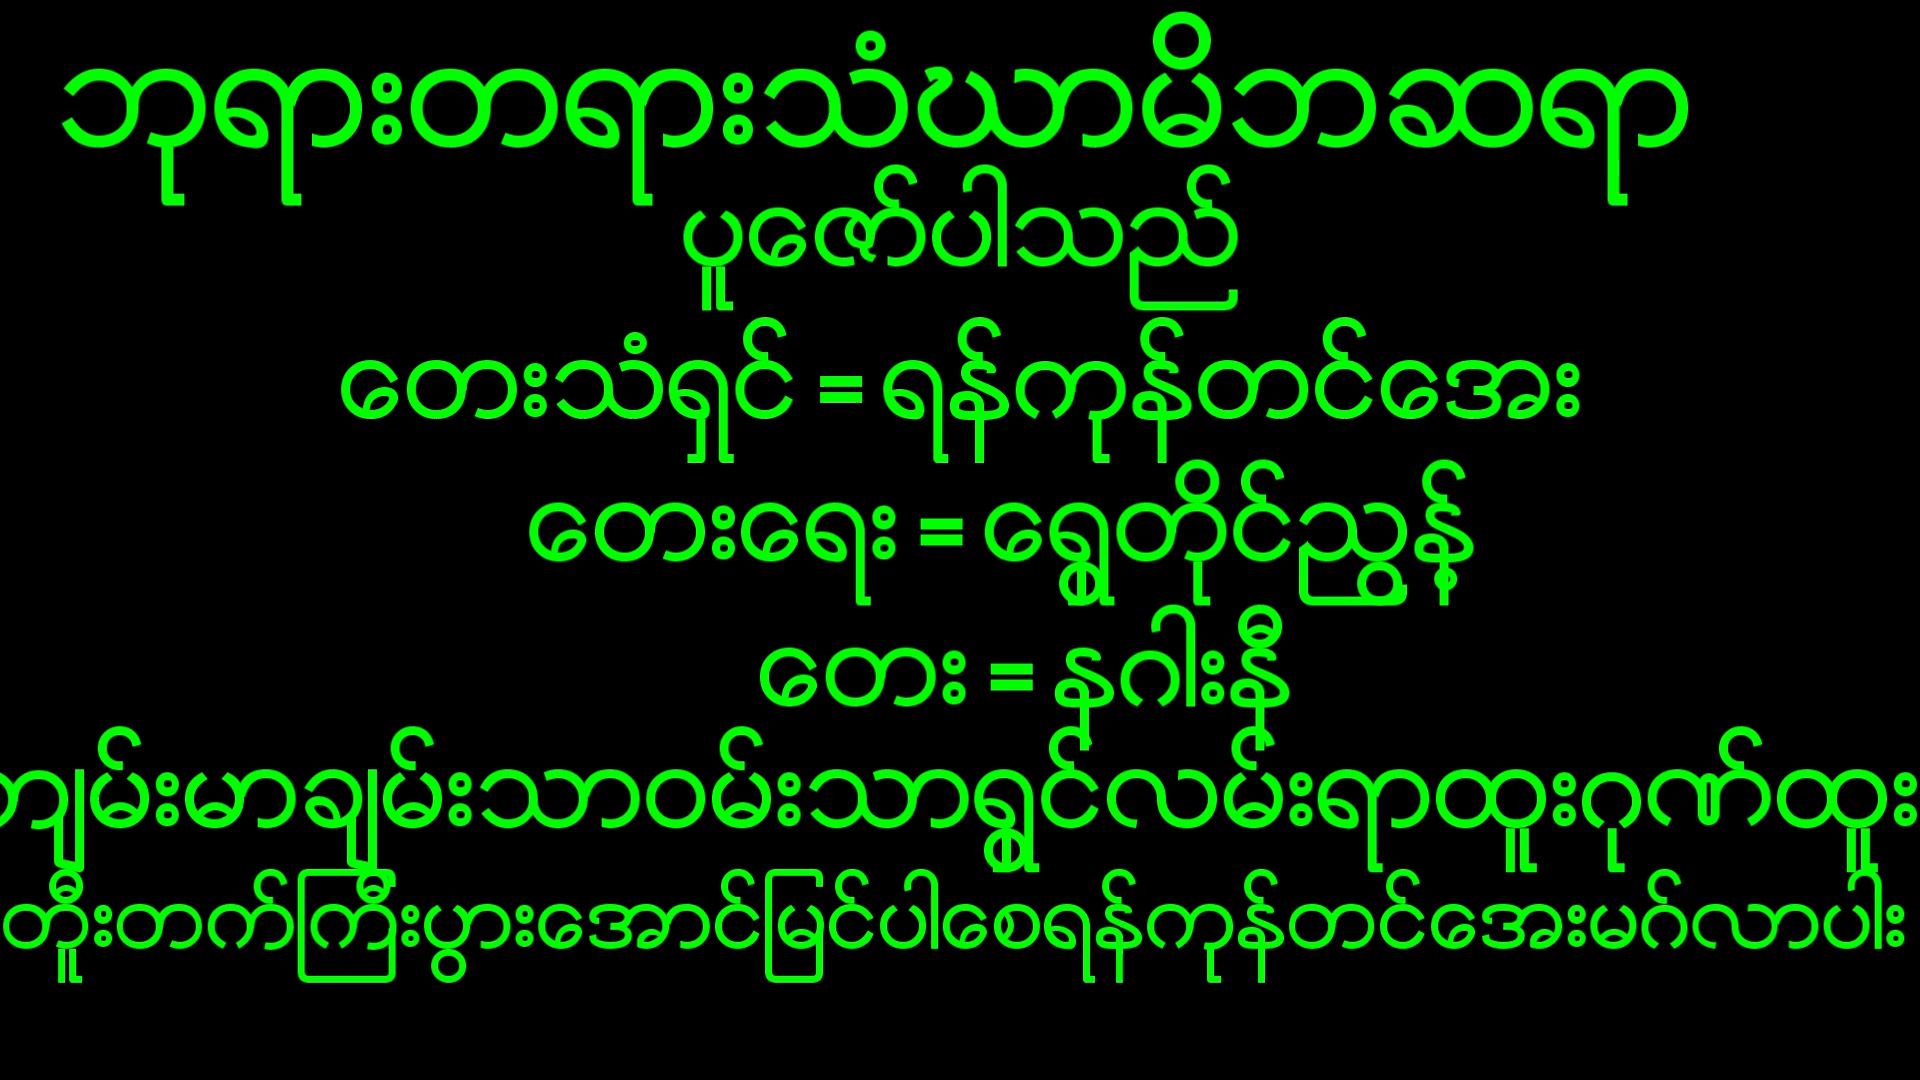 ဘုရားတရားသံဃာမိဘဆရာ
ပူဇော်ပါသည်
တေးသံရှင် = ရန်ကုန်တင်အေး
တေးရေး = ရွှေတိုင်ညွန့်
တေး = နဂါးနီ
ကျမ်းမာချမ်းသာဝမ်းသာရွှင်လမ်းရာထူးဂုဏ်ထူး
တီူးတက်ကြီးပွားအောင်မြင်ပါစေရန်ကုန်တင်အေးမင်္ဂလာပါး